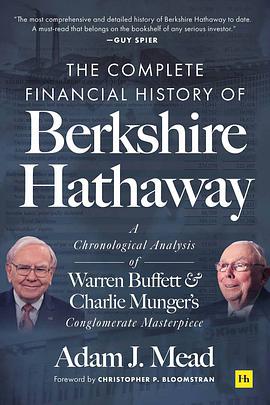 "The most comprehensive and detailed history of Berkshire Hathaway to date.
A must-read that belongs on the bookshelf of any serious investor."
—GUY SPIER
THE COMPLETE
FINANCIAL HISTORY OF
Berkshire
Hathaway
A
Chronological Analysis
of
Warren Buffett &
Charlie Munger's
Conglomerate Masterpiece
Adam J. Mead
Foreword by CHRISTOPHER P. BLOOMSTRAN
Hh